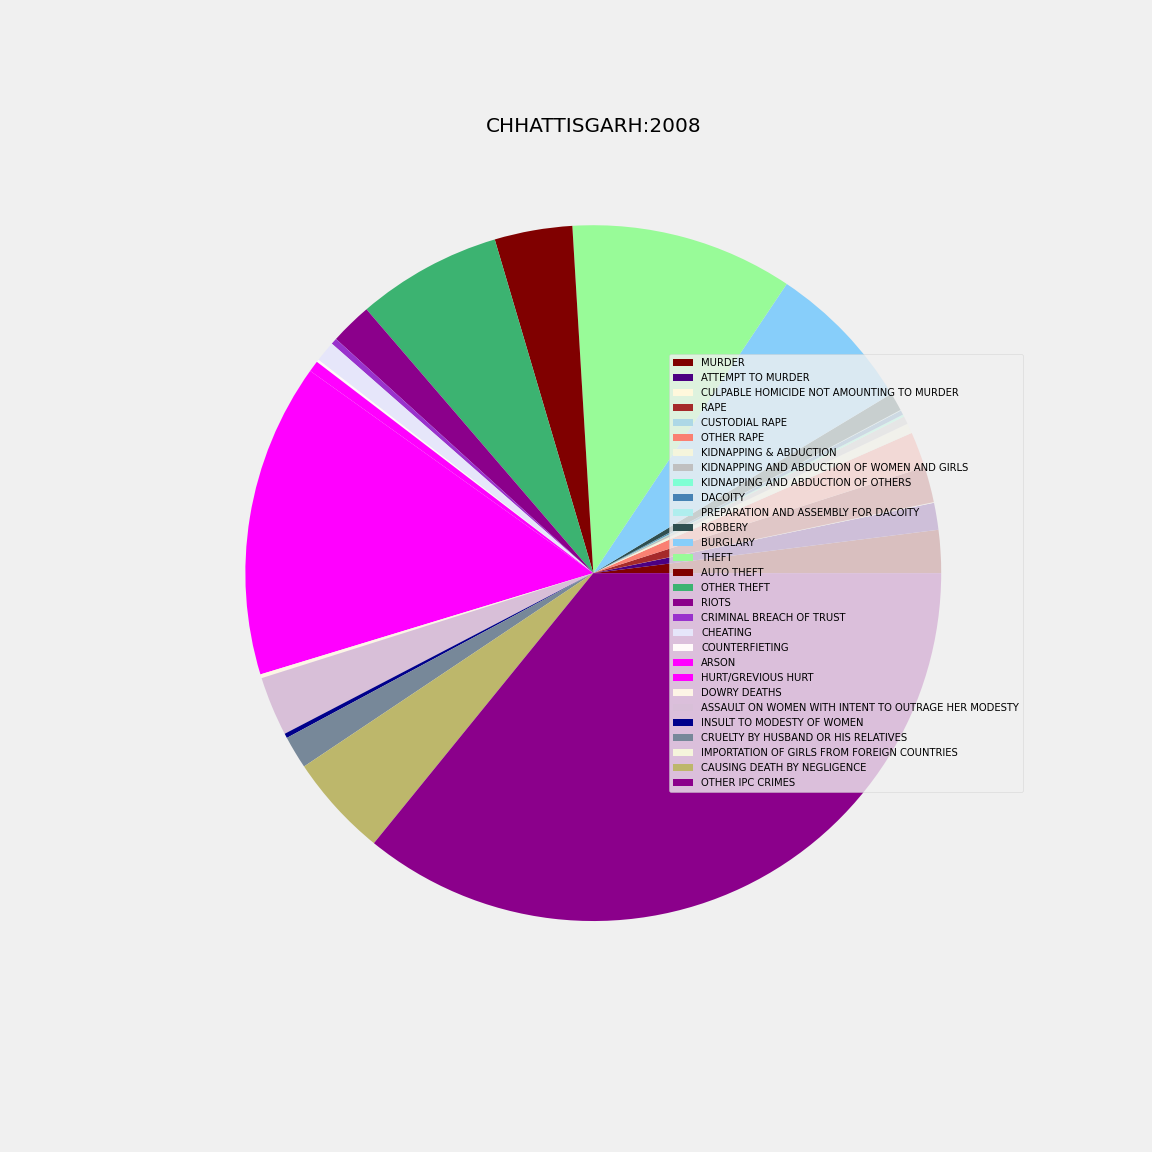 CHHATTISGARH:2008
MURDER
ATTEMPT TO MURDER
CULPABLE HOMICIDE NOT AMOUNTING TO MURDER
RAPE
CUSTODIAL RAPE
OTHER RAPE
KIDNAPPING & ABDUCTION
KIDNAPPING AND ABDUCTION OF WOMEN AND GIRLS
KIDNAPPING AND ABDUCTION OF OTHERS
DACOITY
PREPARATION AND ASSEMBLY FOR DACOITY
ROBBERY
BURGLARY
THEFT
AUTO THEFT
OTHER THEFT
RIOTS
CRIMINAL BREACH OF TRUST
CHEATING
COUNTERFIETING
ARSON
HURT/GREVIOUS HURT
DOWRY DEATHS
ASSAULT ON WOMEN WITH INTENT TO OUTRAGE HER MODESTY
INSULT TO MODESTY OF WOMEN
CRUELTY BY HUSBAND OR HIS RELATIVES
IMPORTATION OF GIRLS FROM FOREIGN COUNTRIES
CAUSING DEATH BY NEGLIGENCE
OTHER IPC CRIMES